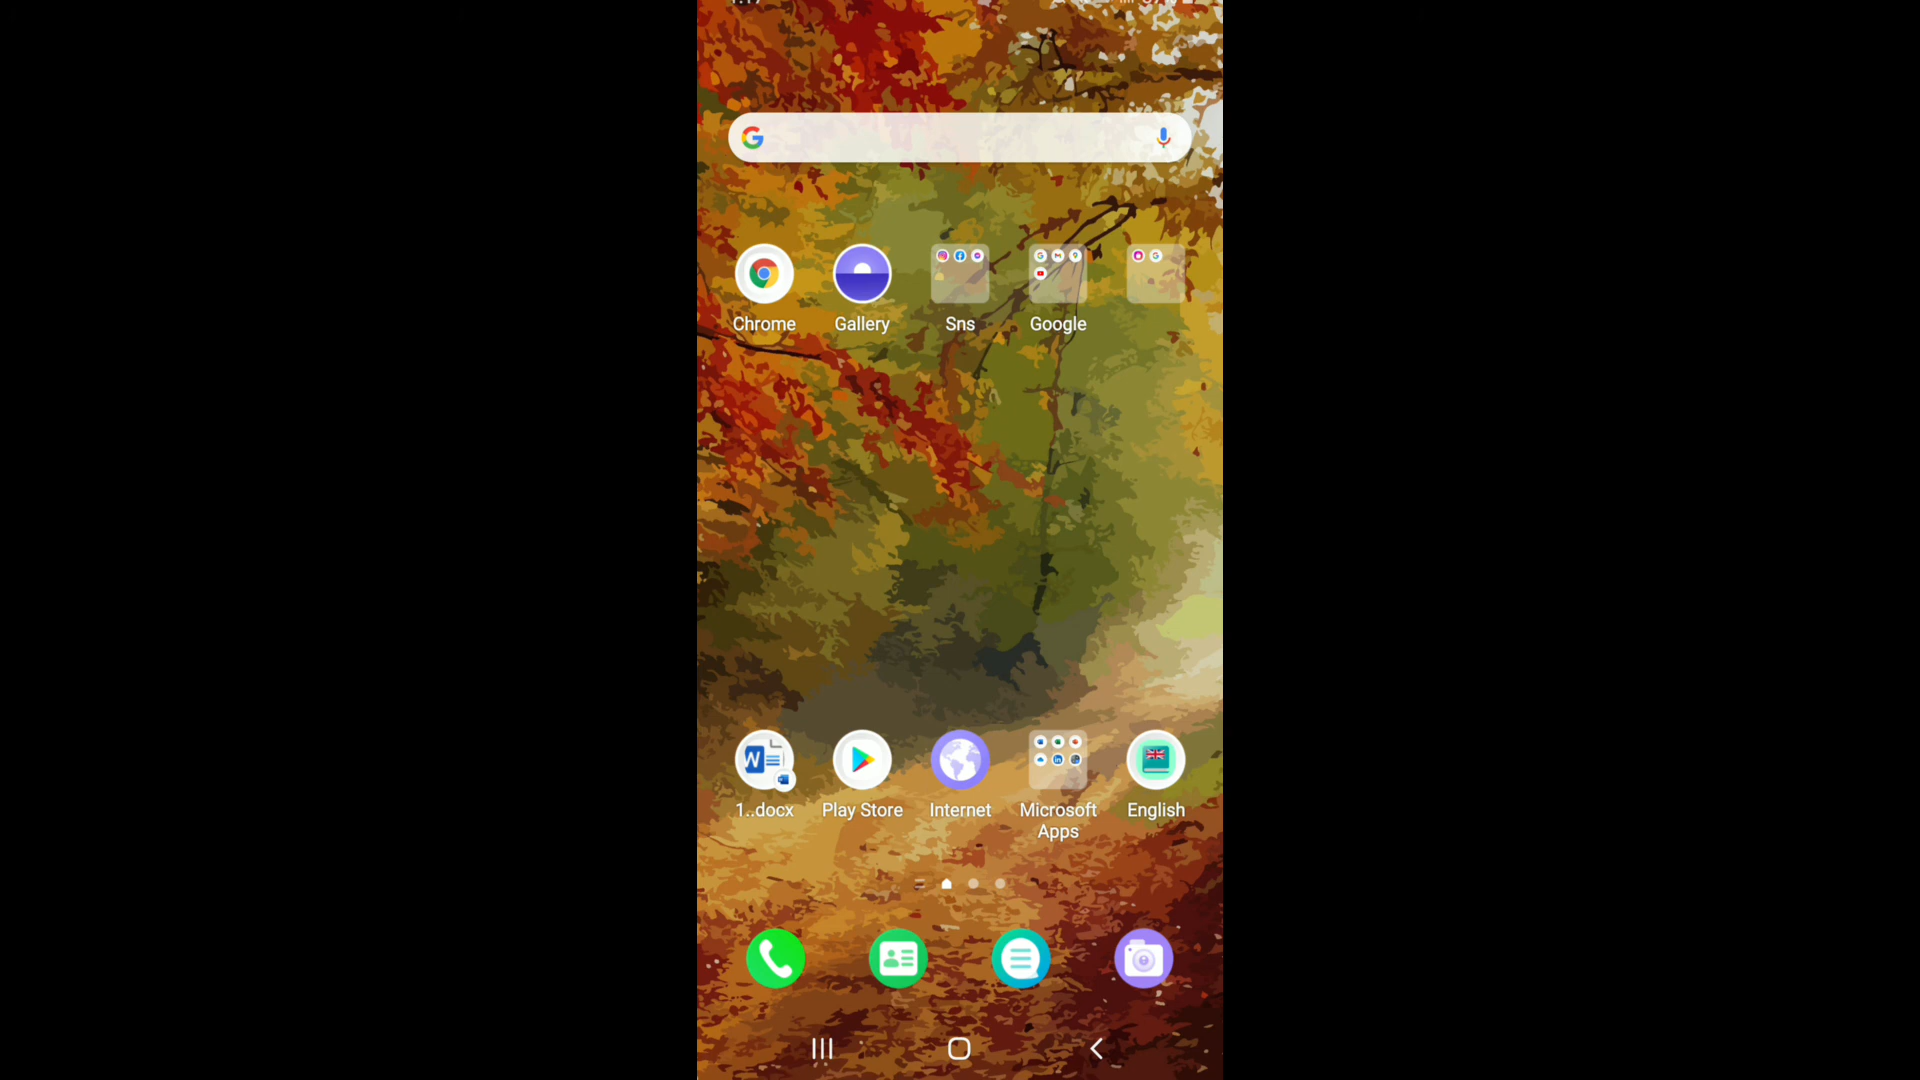 Chrome
Gallery
Sns
Google
1..docx
Play Store
Internet
Microsoft
Apps
English